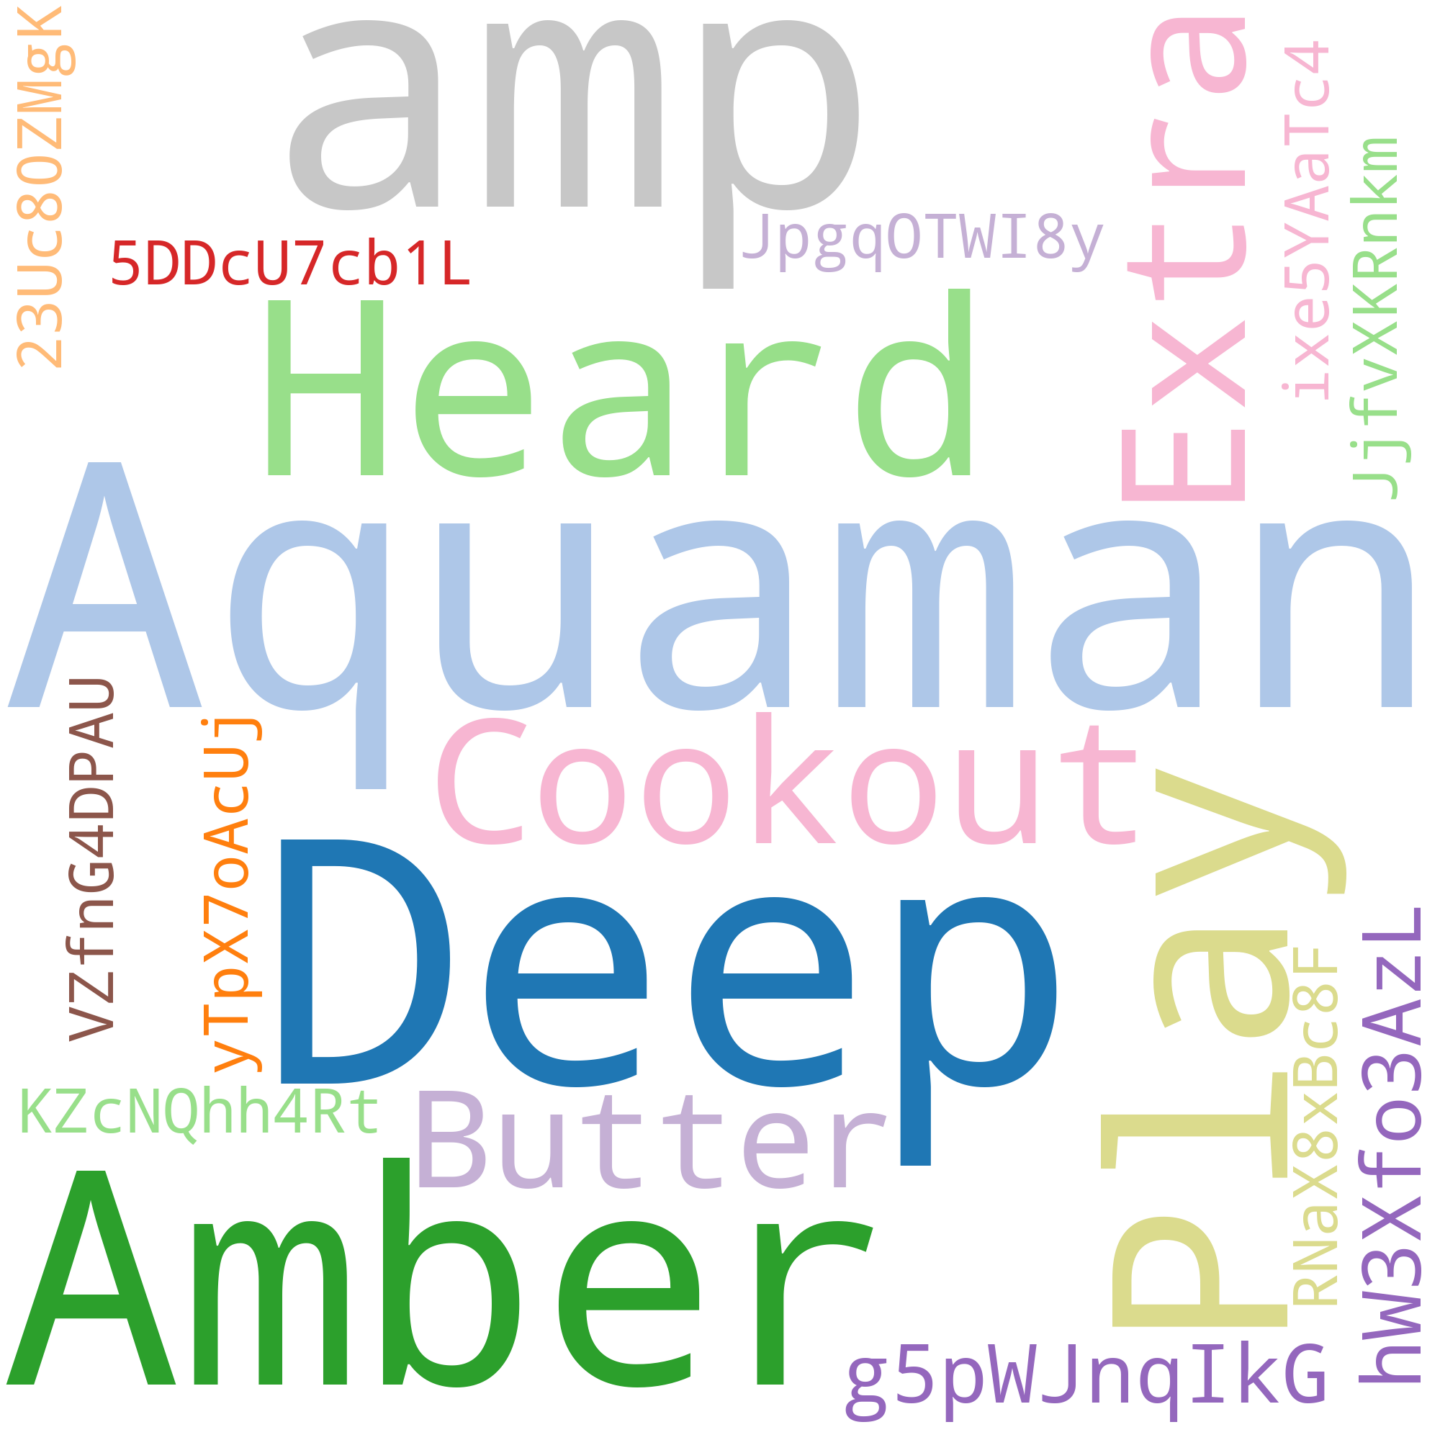 amp
Extra
23Uc80ZMgK
ixe5YAaTc4
JjfvXKRnkm
JpgqOTWI8y
5DDcU7cb1L
Heard
Aquaman
Cookout
VZfnG4DPAU
yTpX7oAcUj
Play
Deep
RNaX8xBc8F
hW3Xfo3AzL
KZcNQhh4Rt
Butter
Amber
g5pWJnqIkG